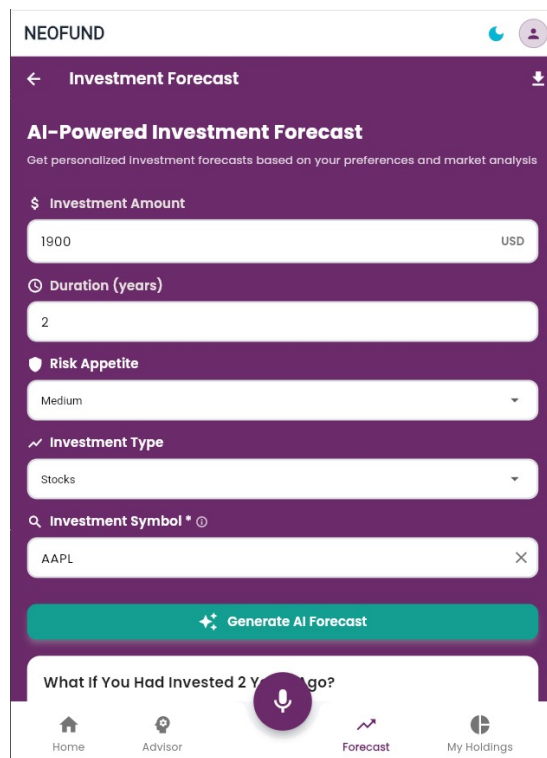 NEOFUND
Investment Forecast
AI-Powered Investment Forecast
Get personalized investment forecasts based on your preferences and market analysis
$ Investment Amount
1900 USD
Duration (years)
2
Risk Appetite
Medium
Investment Type
Stocks
Investment Symbol *
AAPL
Generate AI Forecast
What If You Had Invested 2 Y go?
Home Advisor Forecast My Holdings